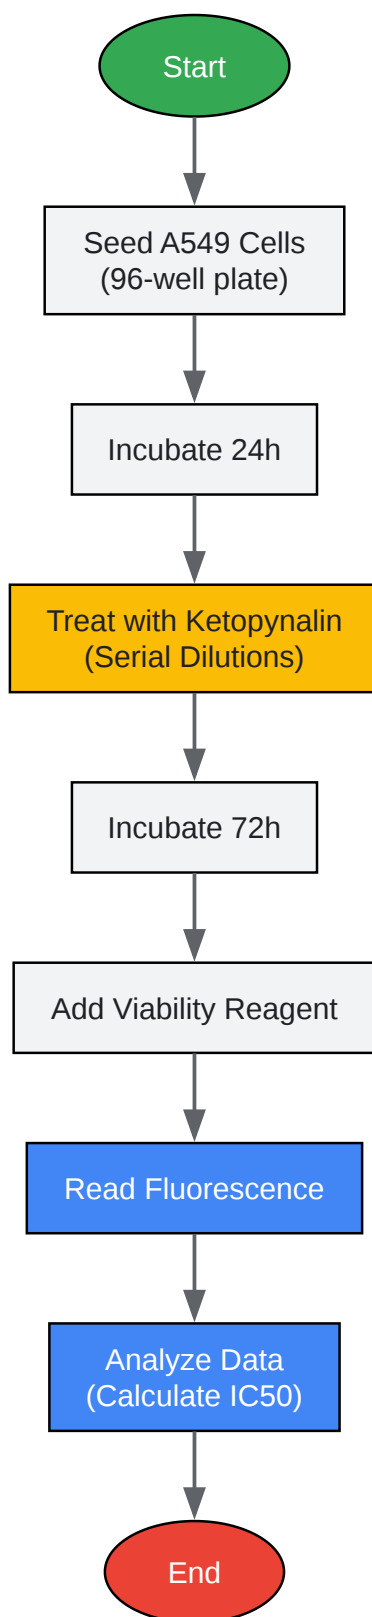 Start
Seed A549 Cells
(96-well plate)
Incubate 24h
Treat with Ketopynalin
(Serial Dilutions)
Incubate 72h
Add Viability Reagent
Read Fluorescence
Analyze Data
(Calculate IC50)
End